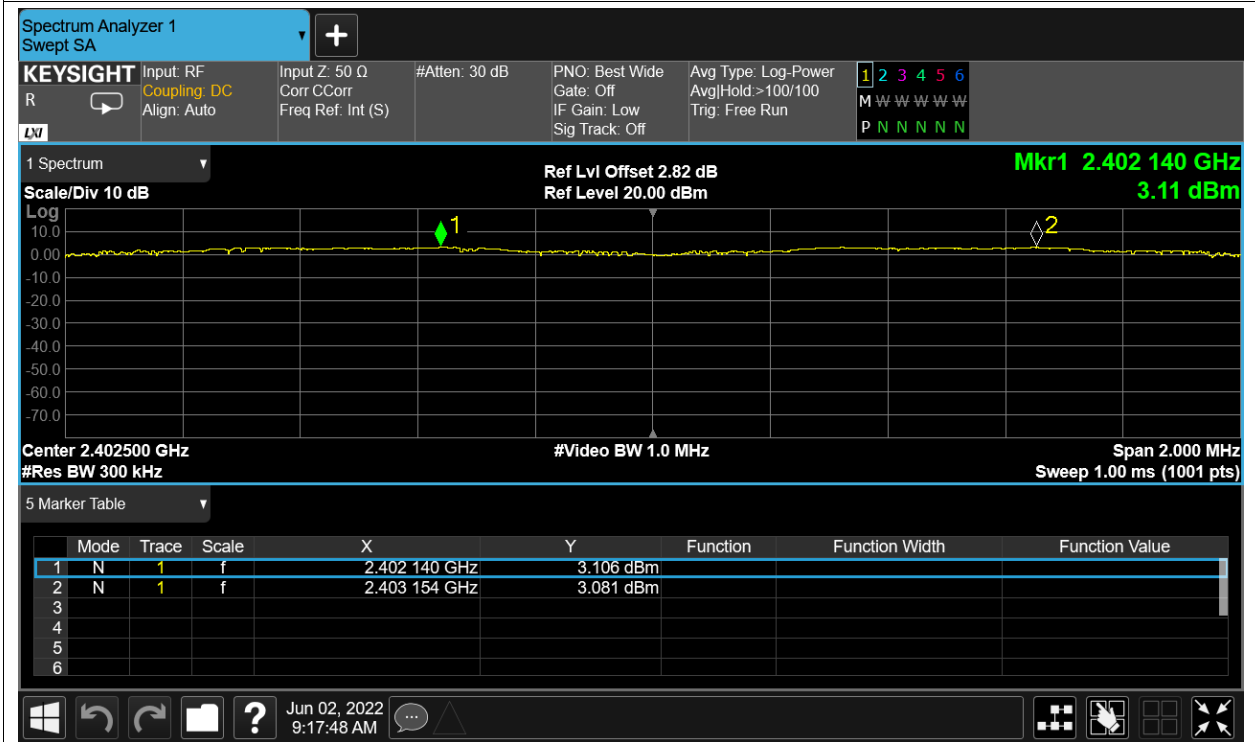 Spectrum Analyzer 1
Swept SA
+
KEYSIGHT Input: RF Input Z: 50 Ω #Atten: 30 dB PNO: Best Wide Avg Type: Log-Power 1 2 3 4 5 6
R Coupling: DC Corr CCorr Gate: Off Avg|Hold:>100/100 M W W W W W
Align: Auto Freq Ref: Int (S) IF Gain: Low Trig: Free Run
LXI Sig Track: Off P N N N N N
1 Spectrum Ref Lvl Offset 2.82 dB Mkr1 2.402 140 GHz
Scale/Div 10 dB Ref Level 20.00 dBm 3.11 dBm
Log
1 2
10.0
0.00
-10.0
-20.0
-30.0
-40.0
-50.0
-60.0
-70.0
Center 2.402500 GHz #Video BW 1.0 MHz Span 2.000 MHz
#Res BW 300 kHz Sweep 1.00 ms (1001 pts)
5 Marker Table
Mode Trace Scale X Y Function Function Width Function Value
1 N 1 f 2.402 140 GHz 3.106 dBm
2 N 1 f 2.403 154 GHz 3.081 dBm
3
4
5
6
? Jun 02, 2022
9:17:48 AM